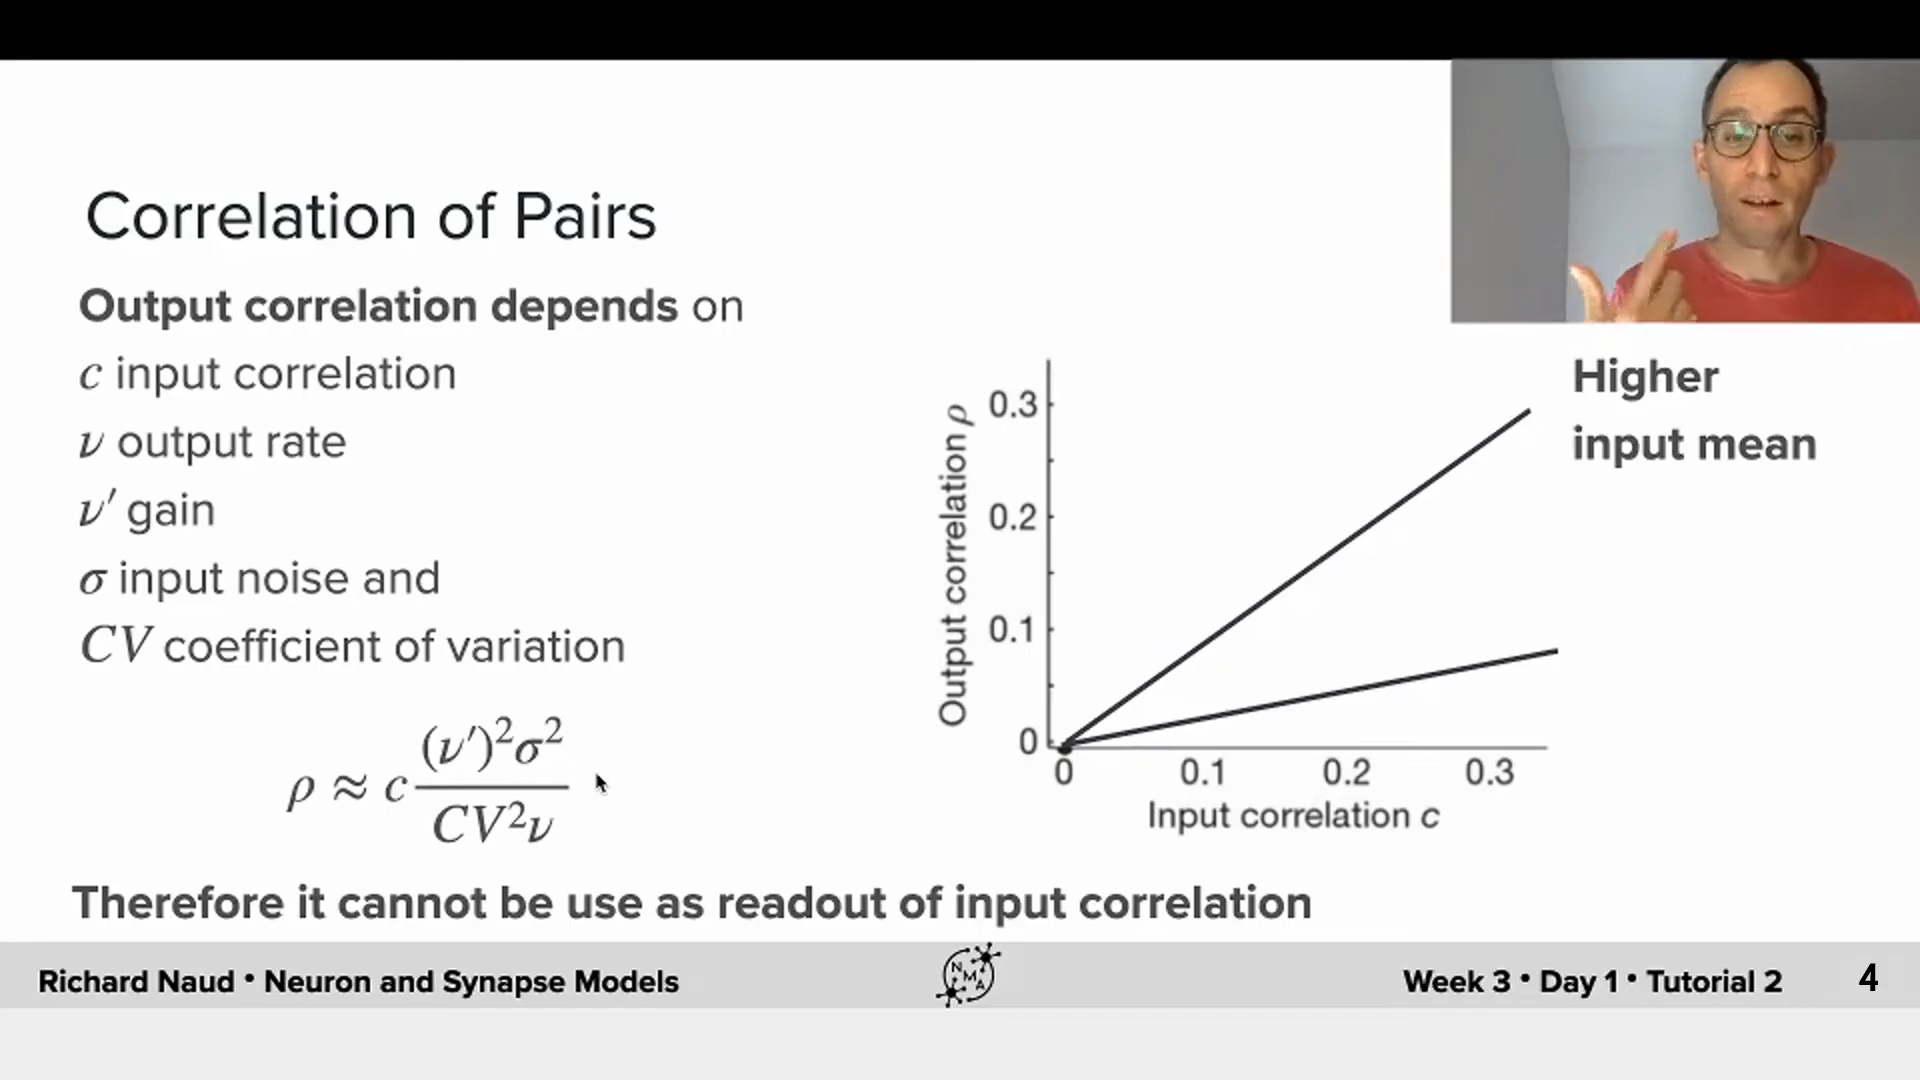 Correlation of Pairs
Output correlation depends on
c input correlation
ν output rate
ν′ gain
σ input noise and
CV coefficient of variation
ρ ≈ c (ν′)²σ² / CV²ν
Therefore it cannot be use as readout of input correlation
Higher
input mean
Output correlation ρ
0.3
0.2
0.1
0
0 0.1 0.2 0.3
Input correlation c
Richard Naud • Neuron and Synapse Models
N M A
Week 3 • Day 1 • Tutorial 2
4